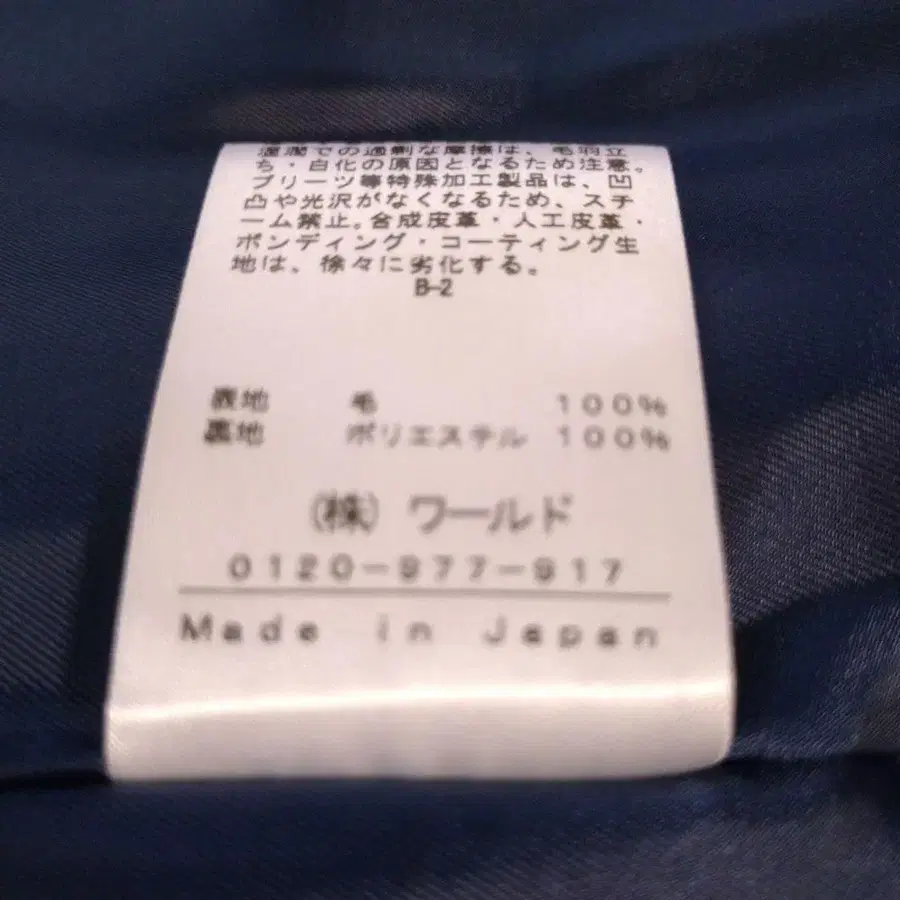 湿潤での過剰な摩擦は、毛羽立
ち・白化の原因となるため注意。
プリーツ等特殊加工製品は、凹
凸や光沢がなくなるため、スチ
ーム禁止。合成皮革・人工皮革・
ボンディング・コーティング生
地は、徐々に劣化する。
B-2
表地 毛 100%
裏地 ポリエステル 100%
(株) ワールド
0120-977-917
Made in Japan